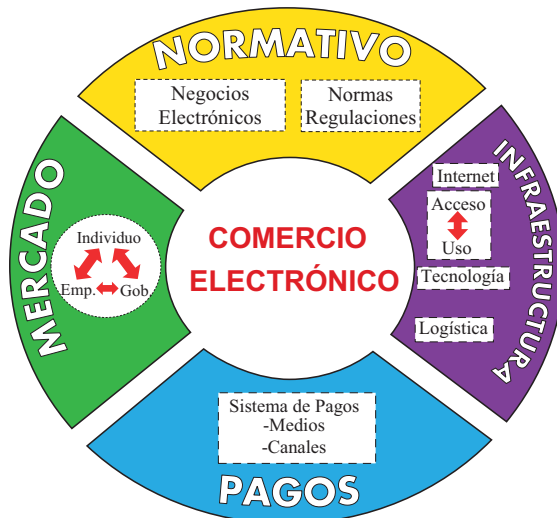 NORMATIVO
Negocios
Electrónicos
Normas
Regulaciones
INFRAESTRUCTURA
Internet
Acceso
Uso
Tecnología
Logística
MERCADO
Individuo
Emp.
Gob.
COMERCIO
ELECTRÓNICO
Sistema de Pagos
-Medios
-Canales
PAGOS